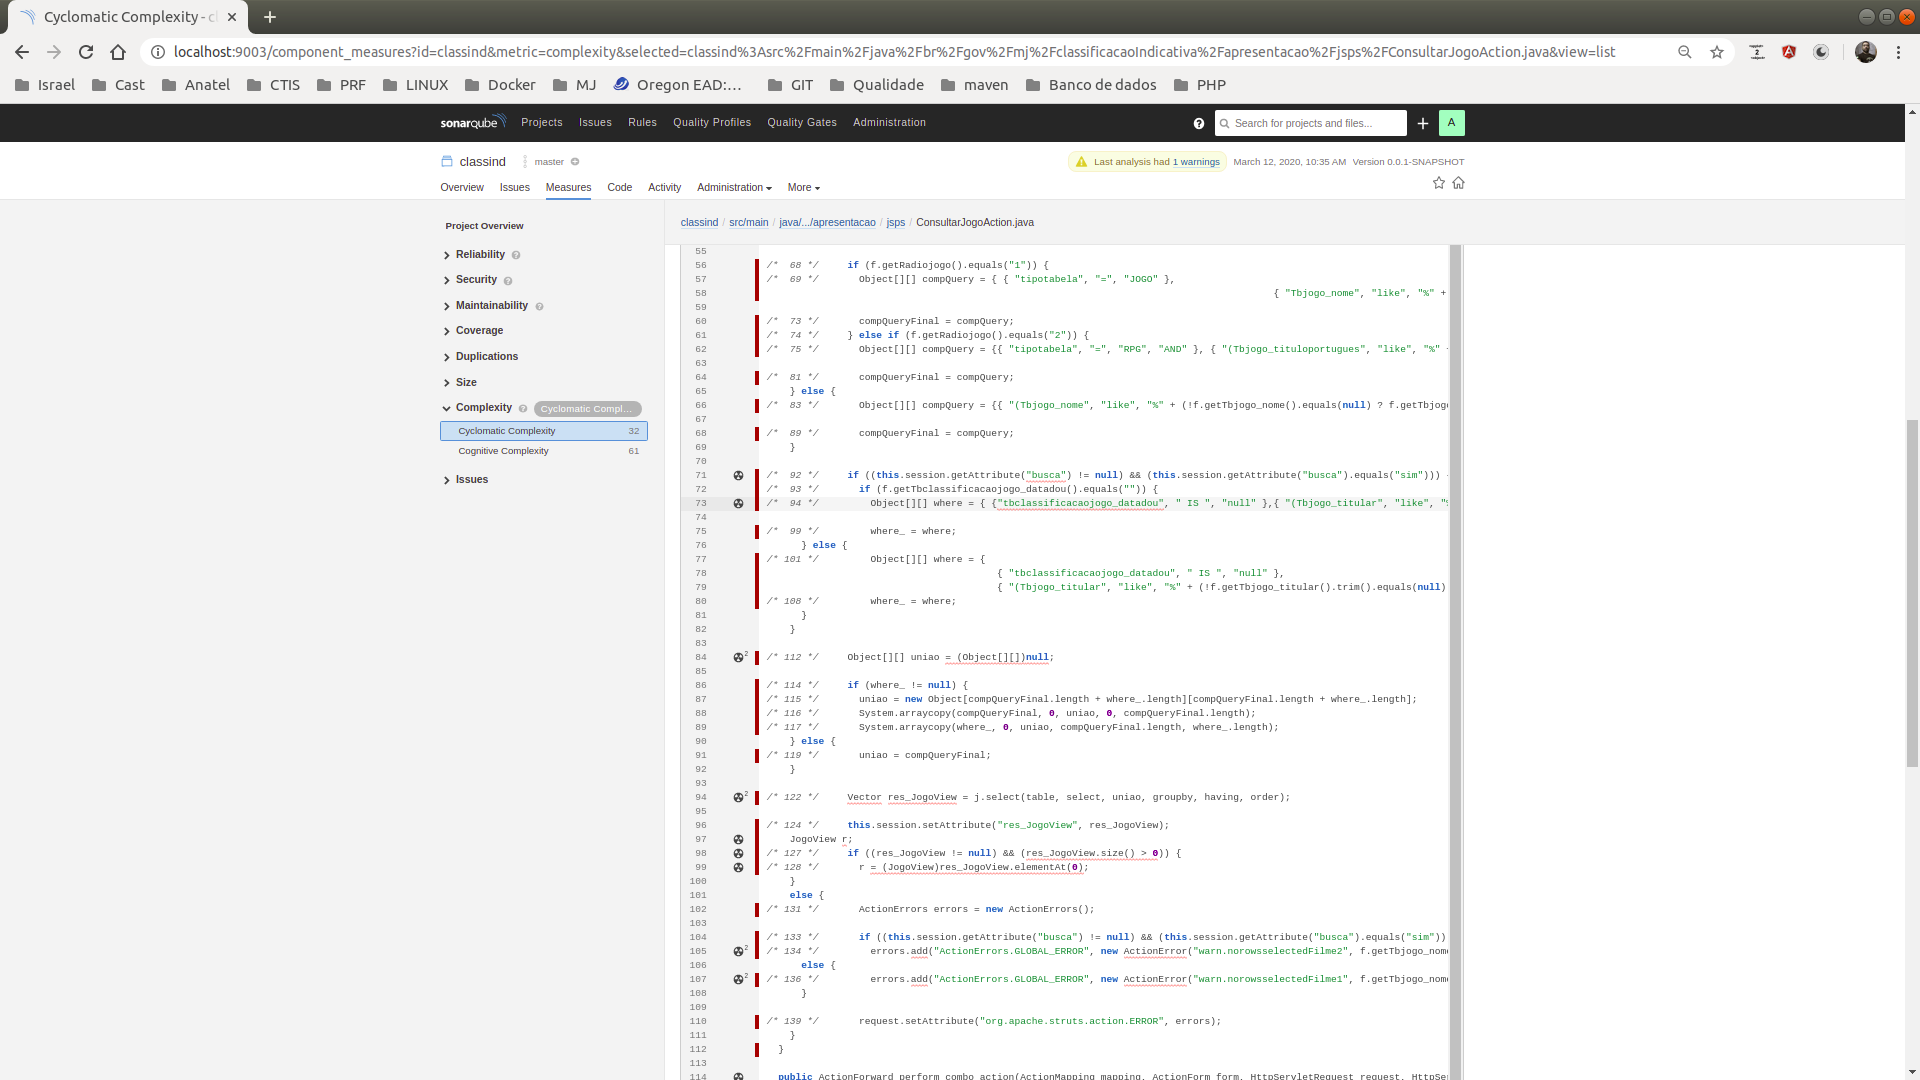 Cyclomatic Complexity - c
localhost:9003/component_measures?id=classind&metric=complexity&selected=classind%3Asrc%2Fmain%2Fjava%2Fbr%2Fgov%2Fmj%2FclassificacaoIndicativa%2Fapresentacao%2Fjsps%2FConsultarJogoAction.java&view=list
Israel Cast Anatel CTIS PRF LINUX Docker MJ Oregon EAD:… GIT Qualidade maven Banco de dados PHP
sonarqube Projects Issues Rules Quality Profiles Quality Gates Administration Search for projects and files... A
classind master Last analysis had 1 warnings March 12, 2020, 10:35 AM Version 0.0.1-SNAPSHOT
Overview Issues Measures Code Activity Administration More
classind / src/main / java/.../apresentacao / jsps / ConsultarJogoAction.java
Project Overview
Reliability
Security
Maintainability
Coverage
Duplications
Size
Complexity Cyclomatic Compl...
Cyclomatic Complexity 32
Cognitive Complexity 61
Issues
55
56 /*  68 */ if (f.getRadiojogo().equals("1")) {
57 /*  69 */ Object[][] compQuery = { { "tipotabela", "=", "JOGO" },
58 { "Tbjogo_nome", "like", "%" +
59
60 /*  73 */ compQueryFinal = compQuery;
61 /*  74 */ } else if (f.getRadiojogo().equals("2")) {
62 /*  75 */ Object[][] compQuery = {{ "tipotabela", "=", "RPG", "AND" }, { "(Tbjogo_tituloportugues", "like", "%"
63
64 /*  81 */ compQueryFinal = compQuery;
65 } else {
66 /*  83 */ Object[][] compQuery = {{ "(Tbjogo_nome", "like", "%" + (!f.getTbjogo_nome().equals(null) ? f.getTbjog
67
68 /*  89 */ compQueryFinal = compQuery;
69 }
70
71 /*  92 */ if ((this.session.getAttribute("busca") != null) && (this.session.getAttribute("busca").equals("sim")))
72 /*  93 */ if (f.getTbclassificacaojogo_datadou().equals("")) {
73 /*  94 */ Object[][] where = { {"tbclassificacaojogo_datadou", " IS ", "null" },{ "(Tbjogo_titular", "like",
74
75 /*  99 */ where_ = where;
76 } else {
77 /* 101 */ Object[][] where = {
78 { "tbclassificacaojogo_datadou", " IS ", "null" },
79 { "(Tbjogo_titular", "like", "%" + (!f.getTbjogo_titular().trim().equals(null)
80 /* 108 */ where_ = where;
81 }
82 }
83
84 2 /* 112 */ Object[][] uniao = (Object[][])null;
85
86 /* 114 */ if (where_ != null) {
87 /* 115 */ uniao = new Object[compQueryFinal.length + where_.length][compQueryFinal.length + where_.length];
88 /* 116 */ System.arraycopy(compQueryFinal, 0, uniao, 0, compQueryFinal.length);
89 /* 117 */ System.arraycopy(where_, 0, uniao, compQueryFinal.length, where_.length);
90 } else {
91 /* 119 */ uniao = compQueryFinal;
92 }
93
94 2 /* 122 */ Vector res_JogoView = j.select(table, select, uniao, groupby, having, order);
95
96 /* 124 */ this.session.setAttribute("res_JogoView", res_JogoView);
97 JogoView r;
98 /* 127 */ if ((res_JogoView != null) && (res_JogoView.size() > 0)) {
99 /* 128 */ r = (JogoView)res_JogoView.elementAt(0);
100 }
101 else {
102 /* 131 */ ActionErrors errors = new ActionErrors();
103
104 /* 133 */ if ((this.session.getAttribute("busca") != null) && (this.session.getAttribute("busca").equals("sim"))
105 2 /* 134 */ errors.add("ActionErrors.GLOBAL_ERROR", new ActionError("warn.norowsselectedFilme2", f.getTbjogo_nom
106 else {
107 2 /* 136 */ errors.add("ActionErrors.GLOBAL_ERROR", new ActionError("warn.norowsselectedFilme1", f.getTbjogo_nom
108 }
109
110 /* 139 */ request.setAttribute("org.apache.struts.action.ERROR", errors);
111 }
112 }
113
114 public ActionForward perform_combo_action(ActionMapping mapping, ActionForm form, HttpServletRequest request, HttpSer